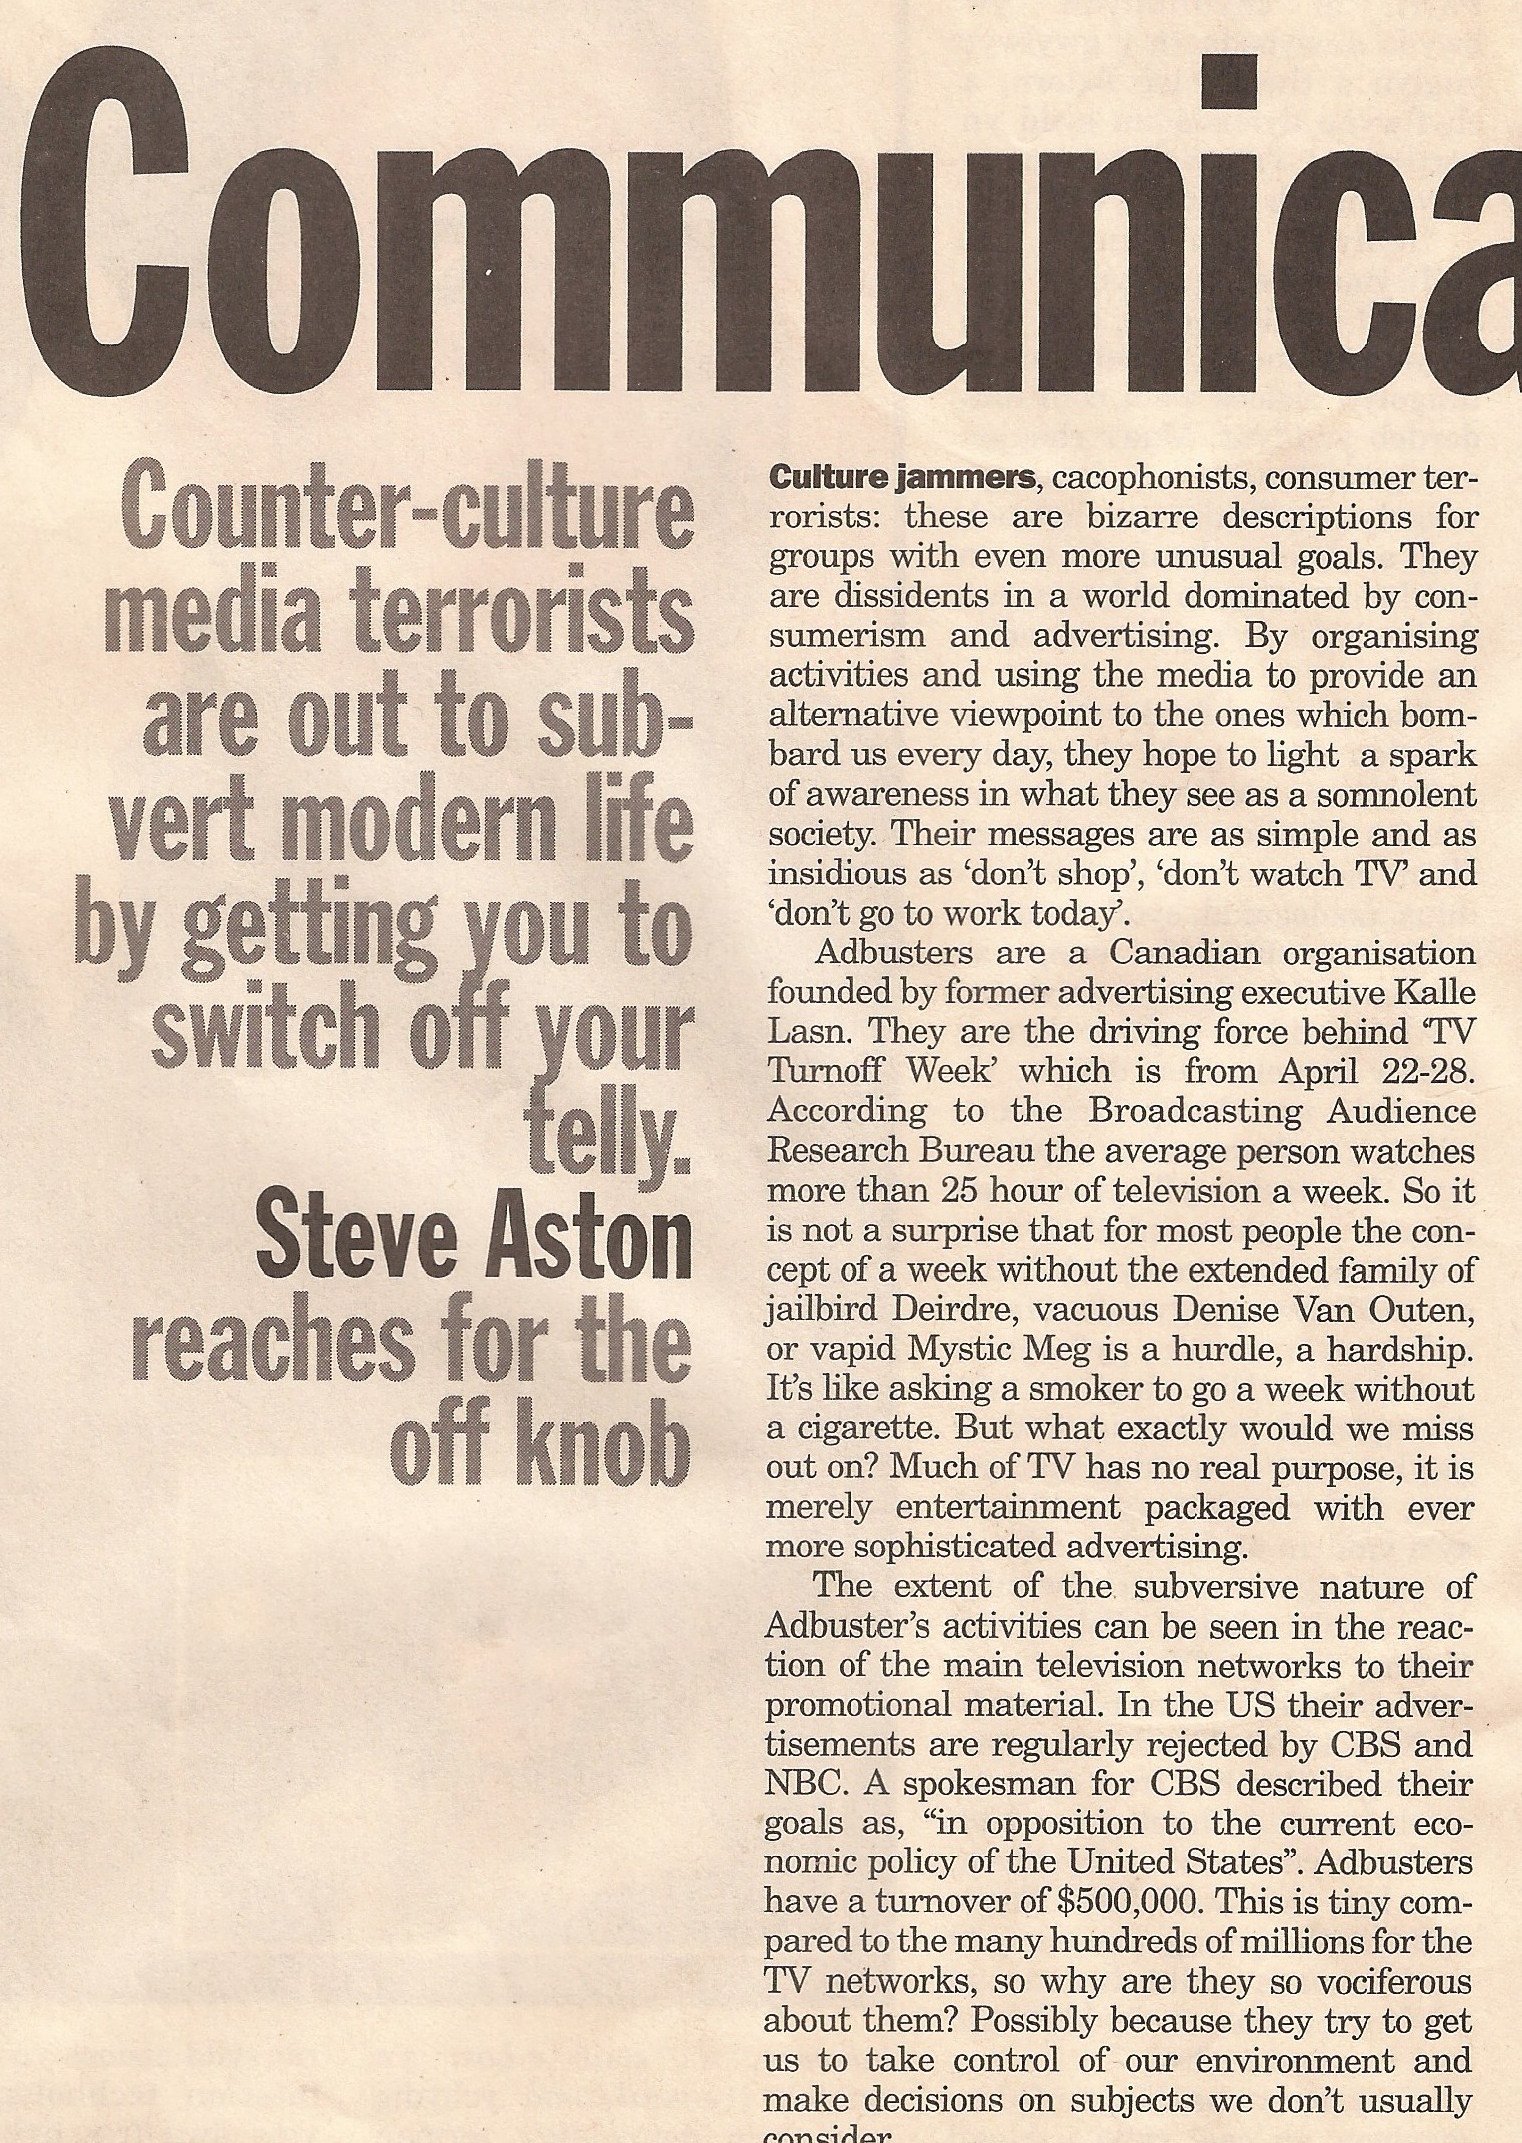 Communica
Counter-culture
media terrorists
are out to sub-
vert modern life
by getting you to
switch off your
telly.
Steve Aston
reaches for the
off knob
Culture jammers, cacophonists, consumer ter-
rorists: these are bizarre descriptions for
groups with even more unusual goals. They
are dissidents in a world dominated by con-
sumerism and advertising. By organising
activities and using the media to provide an
alternative viewpoint to the ones which bom-
bard us every day, they hope to light a spark
of awareness in what they see as a somnolent
society. Their messages are as simple and as
insidious as ‘don’t shop’, ‘don’t watch TV’ and
‘don’t go to work today’.
Adbusters are a Canadian organisation
founded by former advertising executive Kalle
Lasn. They are the driving force behind ‘TV
Turnoff Week’ which is from April 22-28.
According to the Broadcasting Audience
Research Bureau the average person watches
more than 25 hour of television a week. So it
is not a surprise that for most people the con-
cept of a week without the extended family of
jailbird Deirdre, vacuous Denise Van Outen,
or vapid Mystic Meg is a hurdle, a hardship.
It’s like asking a smoker to go a week without
a cigarette. But what exactly would we miss
out on? Much of TV has no real purpose, it is
merely entertainment packaged with ever
more sophisticated advertising.
The extent of the subversive nature of
Adbuster’s activities can be seen in the reac-
tion of the main television networks to their
promotional material. In the US their adver-
tisements are regularly rejected by CBS and
NBC. A spokesman for CBS described their
goals as, “in opposition to the current eco-
nomic policy of the United States”. Adbusters
have a turnover of $500,000. This is tiny com-
pared to the many hundreds of millions for the
TV networks, so why are they so vociferous
about them? Possibly because they try to get
us to take control of our environment and
make decisions on subjects we don’t usually
consider.